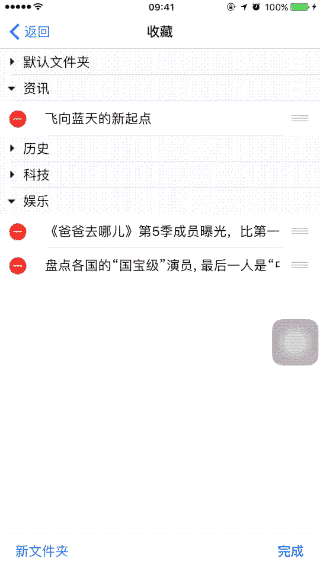 09:41
100%
返回
收藏
默认文件夹
资讯
飞向蓝天的新起点
历史
科技
娱乐
《爸爸去哪儿》第5季成员曝光，比第一
盘点各国的“国宝级”演员, 最后一人是“
新文件夹
完成